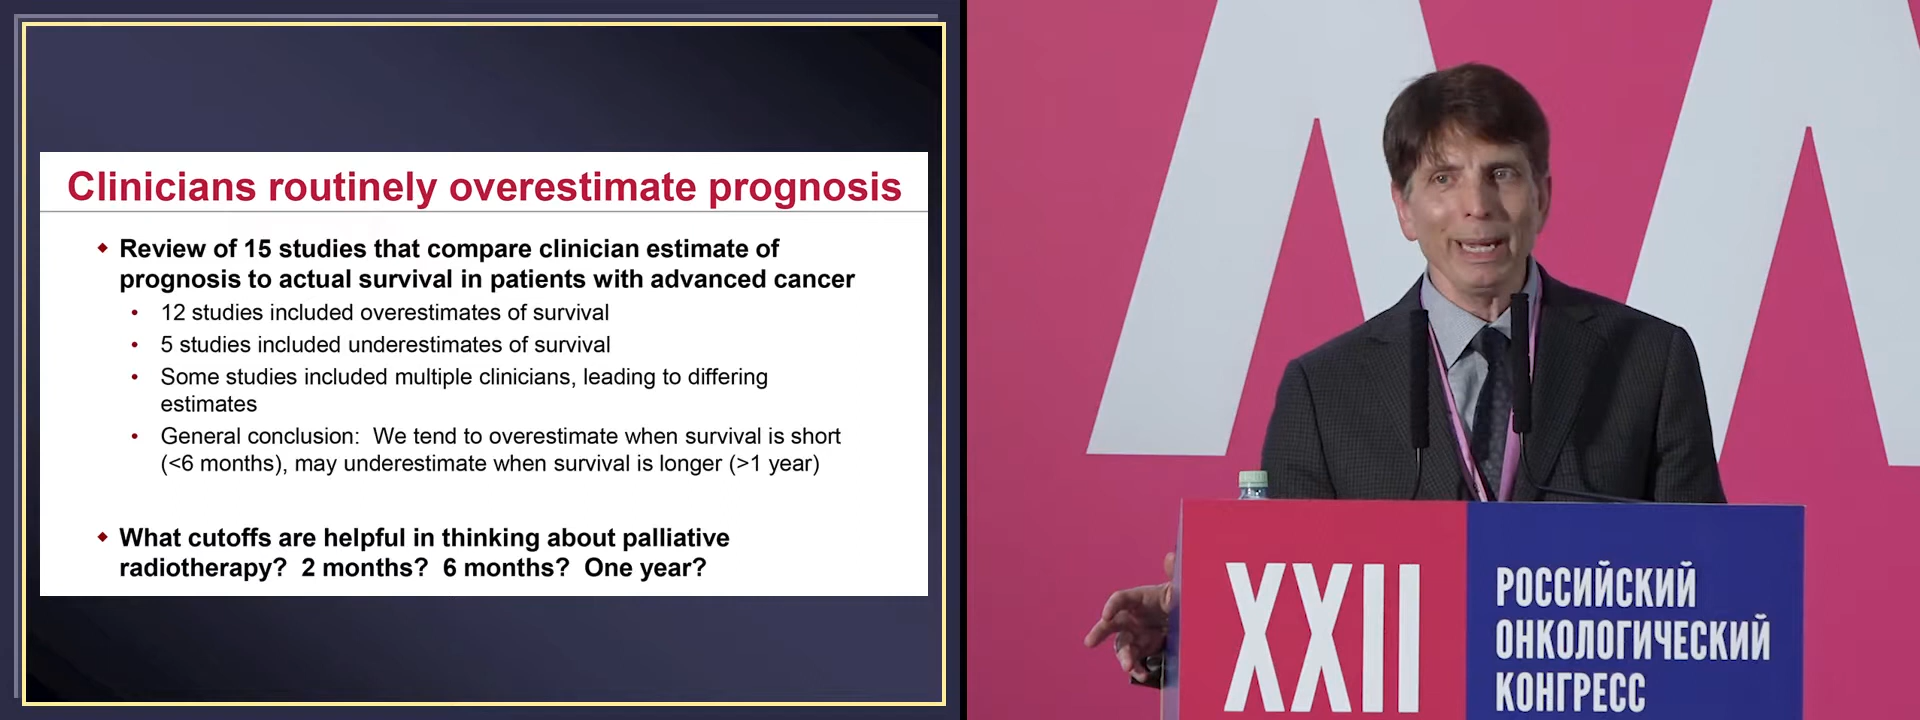 Clinicians routinely overestimate prognosis
Review of 15 studies that compare clinician estimate of
prognosis to actual survival in patients with advanced cancer
12 studies included overestimates of survival
5 studies included underestimates of survival
Some studies included multiple clinicians, leading to differing
estimates
General conclusion: We tend to overestimate when survival is short
(<6 months), may underestimate when survival is longer (>1 year)
What cutoffs are helpful in thinking about palliative
radiotherapy? 2 months? 6 months? One year?
XXII
РОССИЙСКИЙ
ОНКОЛОГИЧЕСКИЙ
КОНГРЕСС